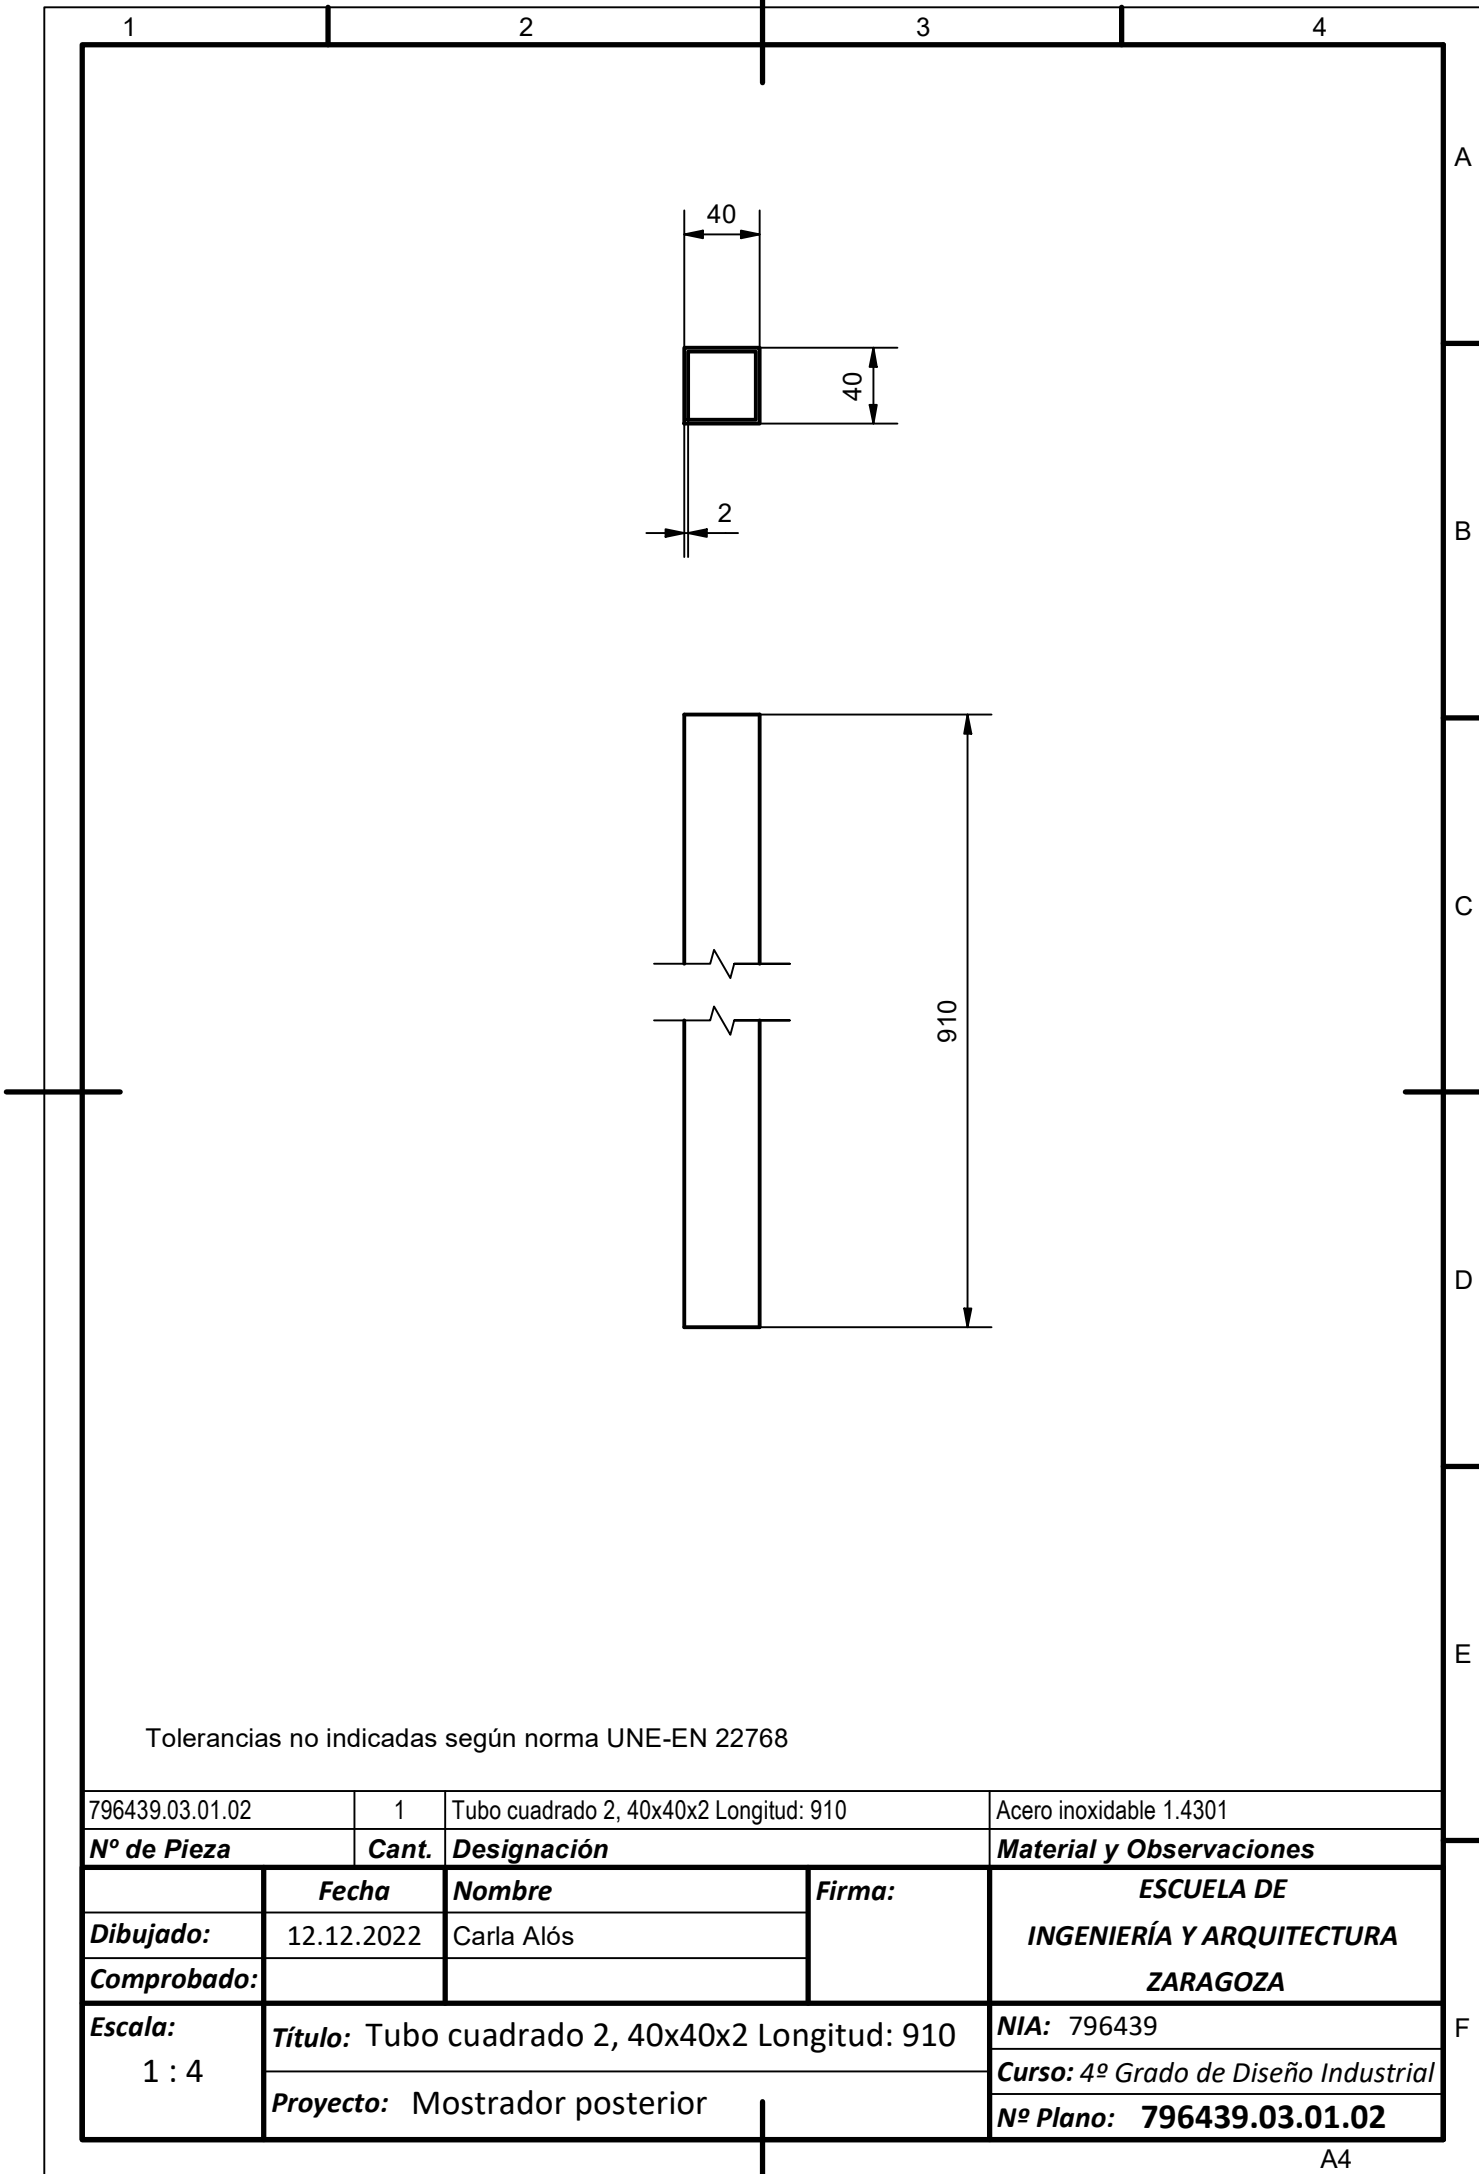 1 2 3 4
A
40
40
B
2
C
910
D
E
Tolerancias no indicadas según norma UNE-EN 22768
796439.03.01.02 1 Tubo cuadrado 2, 40x40x2 Longitud: 910 Acero inoxidable 1.4301
Nº de Pieza Cant. Designación Material y Observaciones
Fecha Nombre Firma: ESCUELA DE
Dibujado: 12.12.2022 Carla Alós INGENIERÍA Y ARQUITECTURA
Comprobado: ZARAGOZA
Escala: Título: Tubo cuadrado 2, 40x40x2 Longitud: 910 NIA: 796439 F
1 : 4 Curso: 4º Grado de Diseño Industrial
Proyecto: Mostrador posterior Nº Plano: 796439.03.01.02
A4